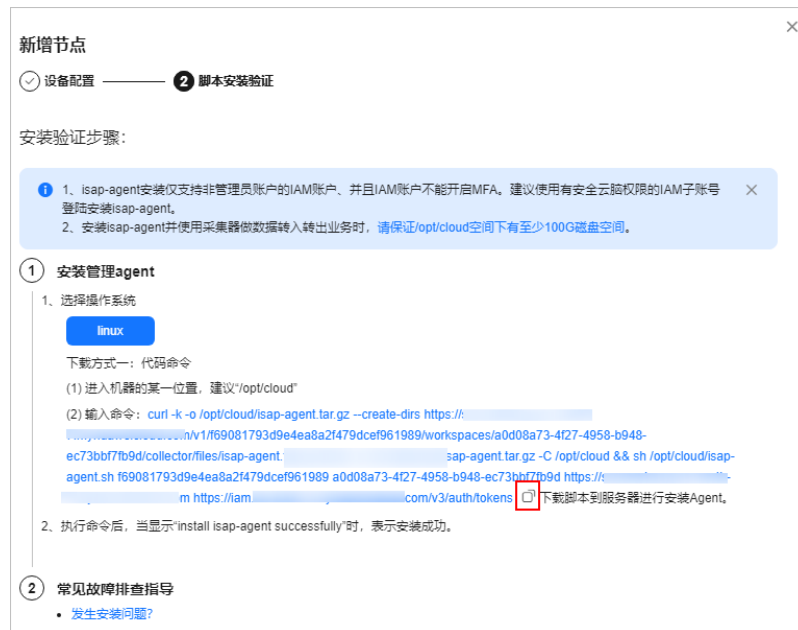 新增节点
设备配置 2 脚本安装验证
安装验证步骤：
1、isap-agent安装仅支持非管理员账户的IAM账户、并且IAM账户不能开启MFA。建议使用有安全云脑权限的IAM子账号
登陆安装isap-agent。
2、安装isap-agent并使用采集器做数据转入转出业务时，请保证/opt/cloud空间下有至少100G磁盘空间。
1 安装管理agent
1、选择操作系统
linux
下载方式一：代码命令
(1) 进入机器的某一位置，建议“/opt/cloud”
(2) 输入命令：curl -k -o /opt/cloud/isap-agent.tar.gz --create-dirs https://
m/v1/f69081793d9e4ea8a2f479dcef961989/workspaces/a0d08a73-4f27-4958-b948-
ec73bbf7fb9d/collector/files/isap-agent. sap-agent.tar.gz -C /opt/cloud && sh /opt/cloud/isap-
agent.sh f69081793d9e4ea8a2f479dcef961989 a0d08a73-4f27-4958-b948-ec73bbf7fb9d https://
m https://iam. com/v3/auth/tokens 下载脚本到服务器进行安装Agent。
2、执行命令后，当显示“install isap-agent successfully”时，表示安装成功。
2 常见故障排查指导
• 发生安装问题?